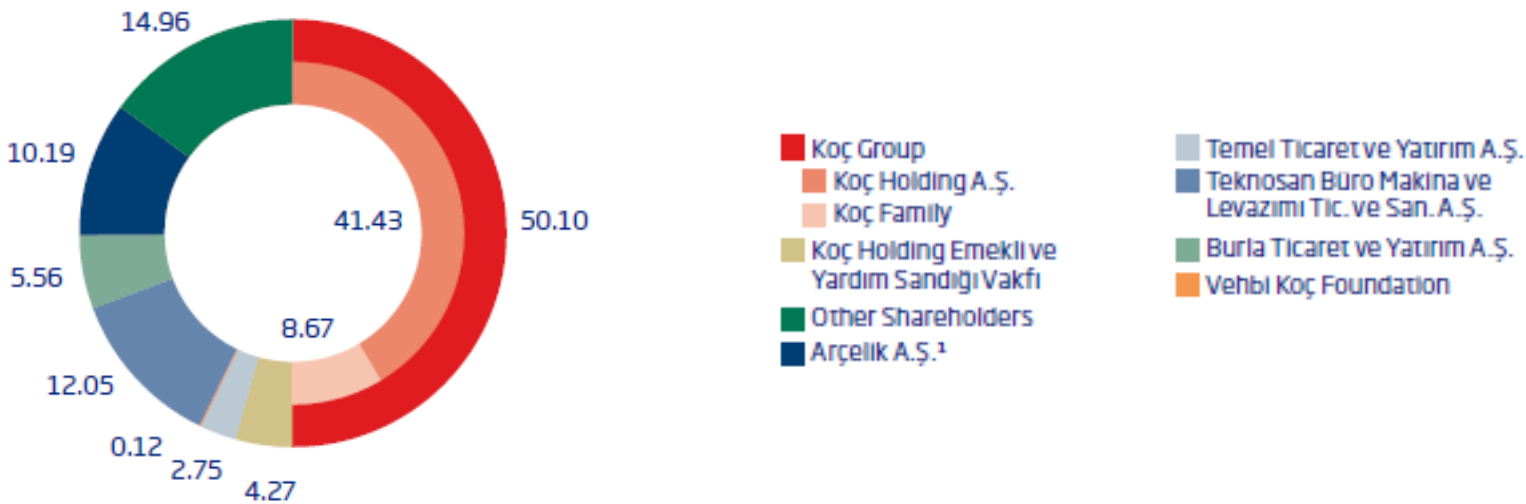 14.96
10.19
5.56
12.05
0.12
2.75
4.27
8.67
41.43
50.10
Koç Group
Koç Holding A.Ş.
Koç Family
Koç Holding Emekli ve
Yardım Sandığı Vakfı
Other Shareholders
Arçelik A.Ş.¹
Temel Ticaret ve Yatırım A.Ş.
Teknosan Büro Makina ve
Levazımı Tic. ve San. A.Ş.
Burla Ticaret ve Yatırım A.Ş.
Vehbi Koç Foundation